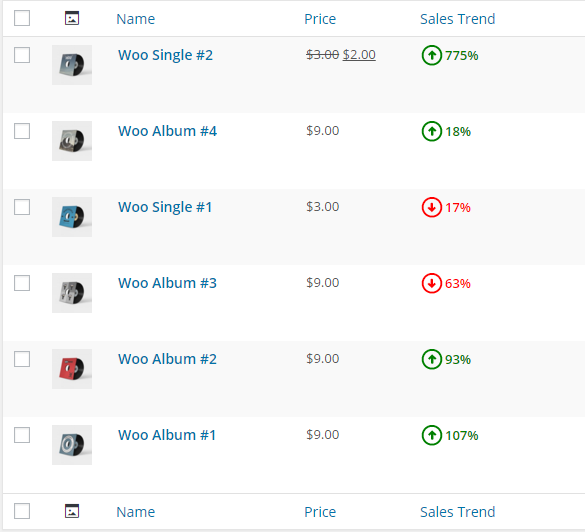 Name Price Sales Trend
Woo Single #2 $3.00 $2.00 775%
Woo Album #4 $9.00 18%
Woo Single #1 $3.00 17%
Woo Album #3 $9.00 63%
Woo Album #2 $9.00 93%
Woo Album #1 $9.00 107%
Name Price Sales Trend